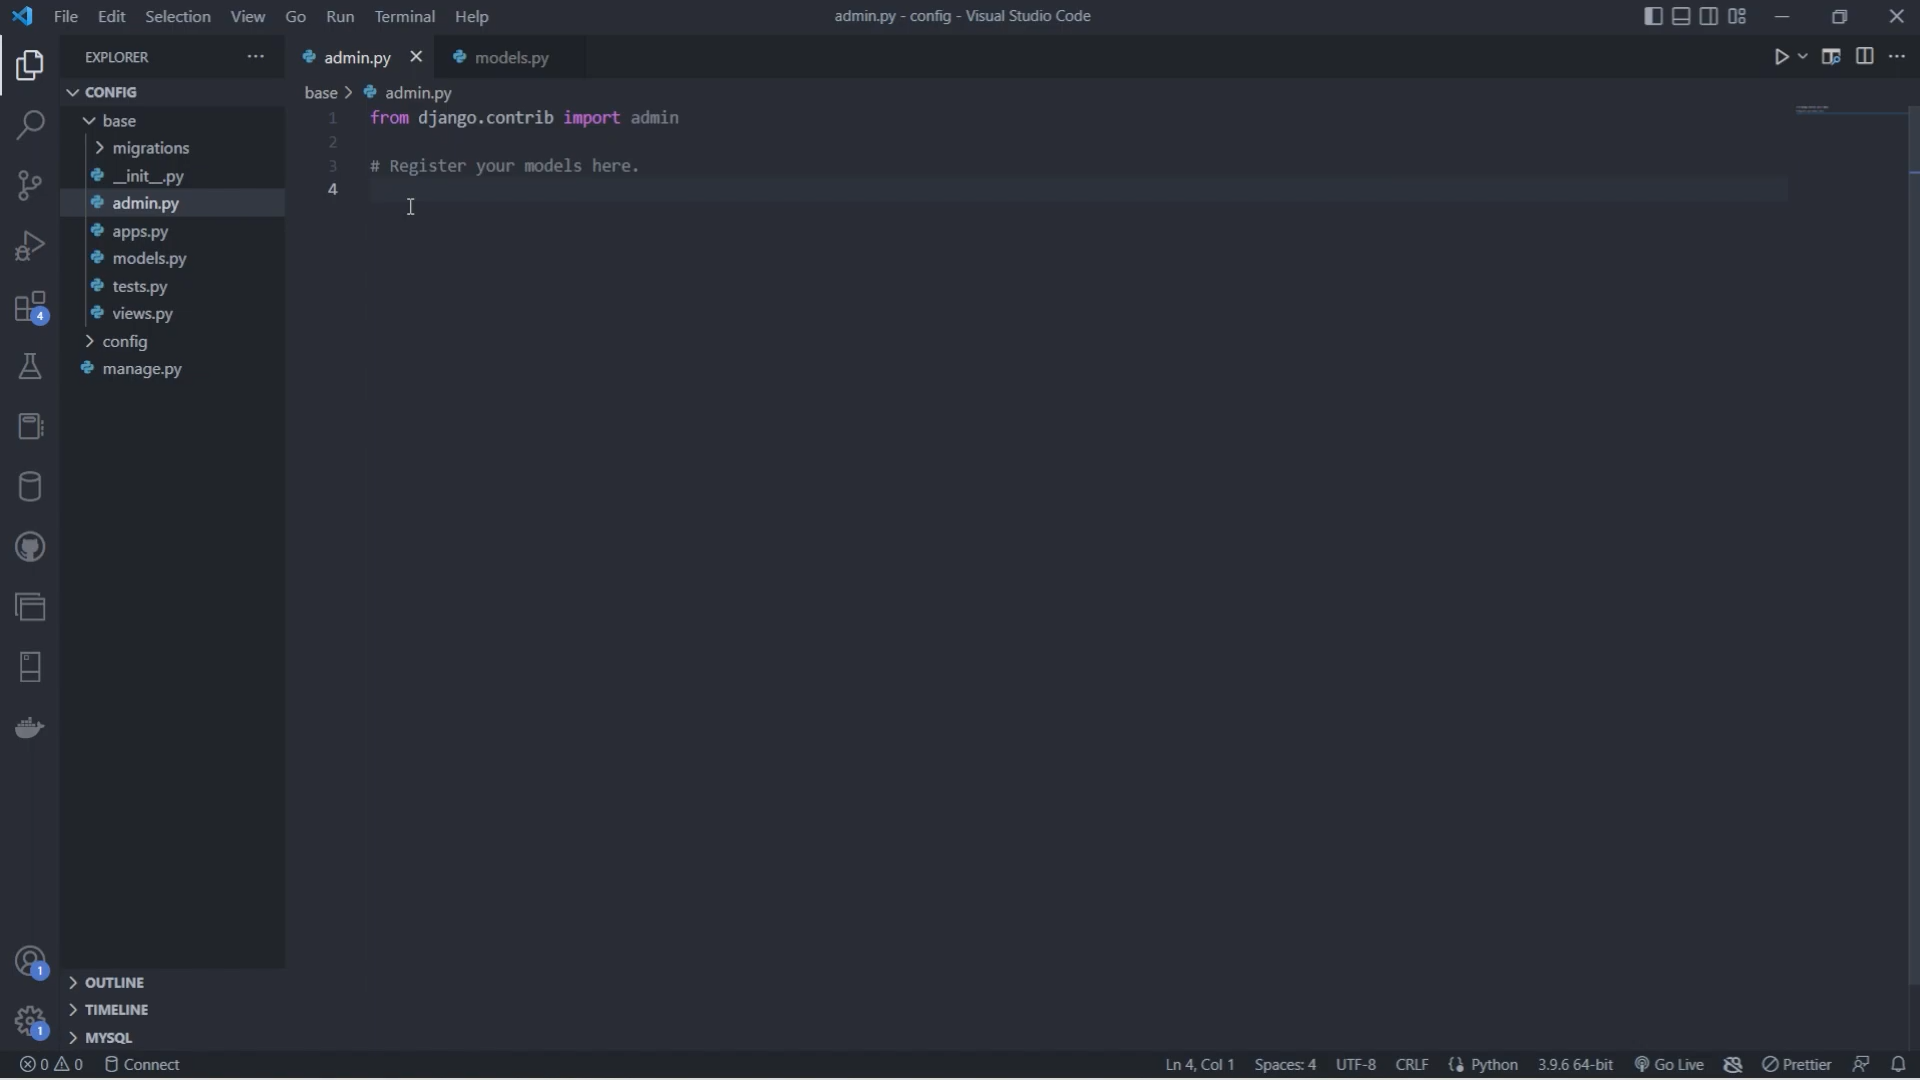 File Edit Selection View Go Run Terminal Help
admin.py - config - Visual Studio Code
EXPLORER
admin.py
models.py
CONFIG
base
migrations
__init__.py
admin.py
apps.py
models.py
tests.py
views.py
config
manage.py
base > admin.py
1 from django.contrib import admin
2
3 # Register your models here.
4
4
1
1
OUTLINE
TIMELINE
MYSQL
0 0 Connect
Ln 4, Col 1 Spaces: 4 UTF-8 CRLF Python 3.9.6 64-bit Go Live Prettier